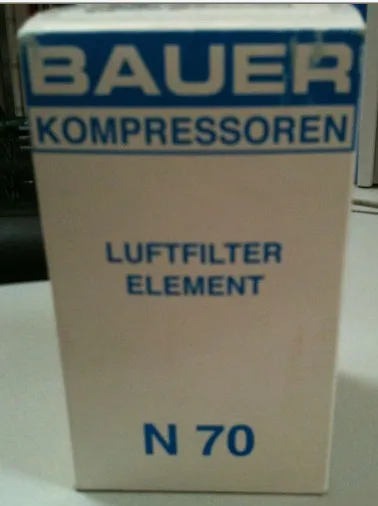 BAUER
KOMPRESSOREN
LUFTFILTER
ELEMENT
N 70